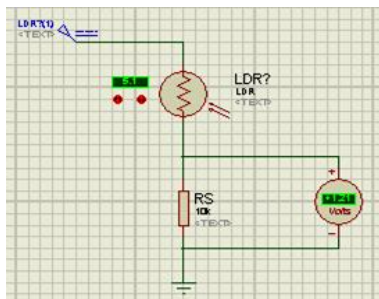 LDR?(1)
<TEXT>
LDR?
LDR
<TEXT>
RS
10k
<TEXT>
+
Volts